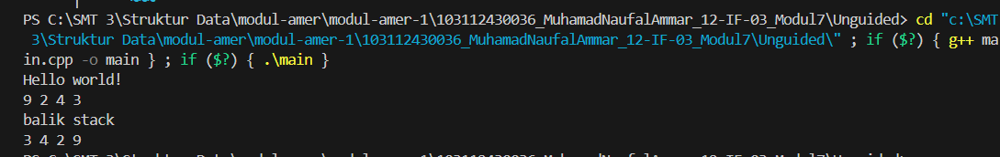 PS C:\SMT 3\Struktur Data\modul-amer\modul-amer-1\103112430036_MuhamadNaufalAmmar_12-IF-03_Modul7\Unguided> cd "c:\SMT
 3\Struktur Data\modul-amer\modul-amer-1\103112430036_MuhamadNaufalAmmar_12-IF-03_Modul7\Unguided\" ; if ($?) { g++ ma
in.cpp -o main } ; if ($?) { .\main }
Hello world!
9 2 4 3
balik stack
3 4 2 9
PS C:\SMT 3\Struktur Data\modul-amer\modul-amer-1\103112430036_MuhamadNaufalAmmar_12-IF-03_Modul7\Unguided>